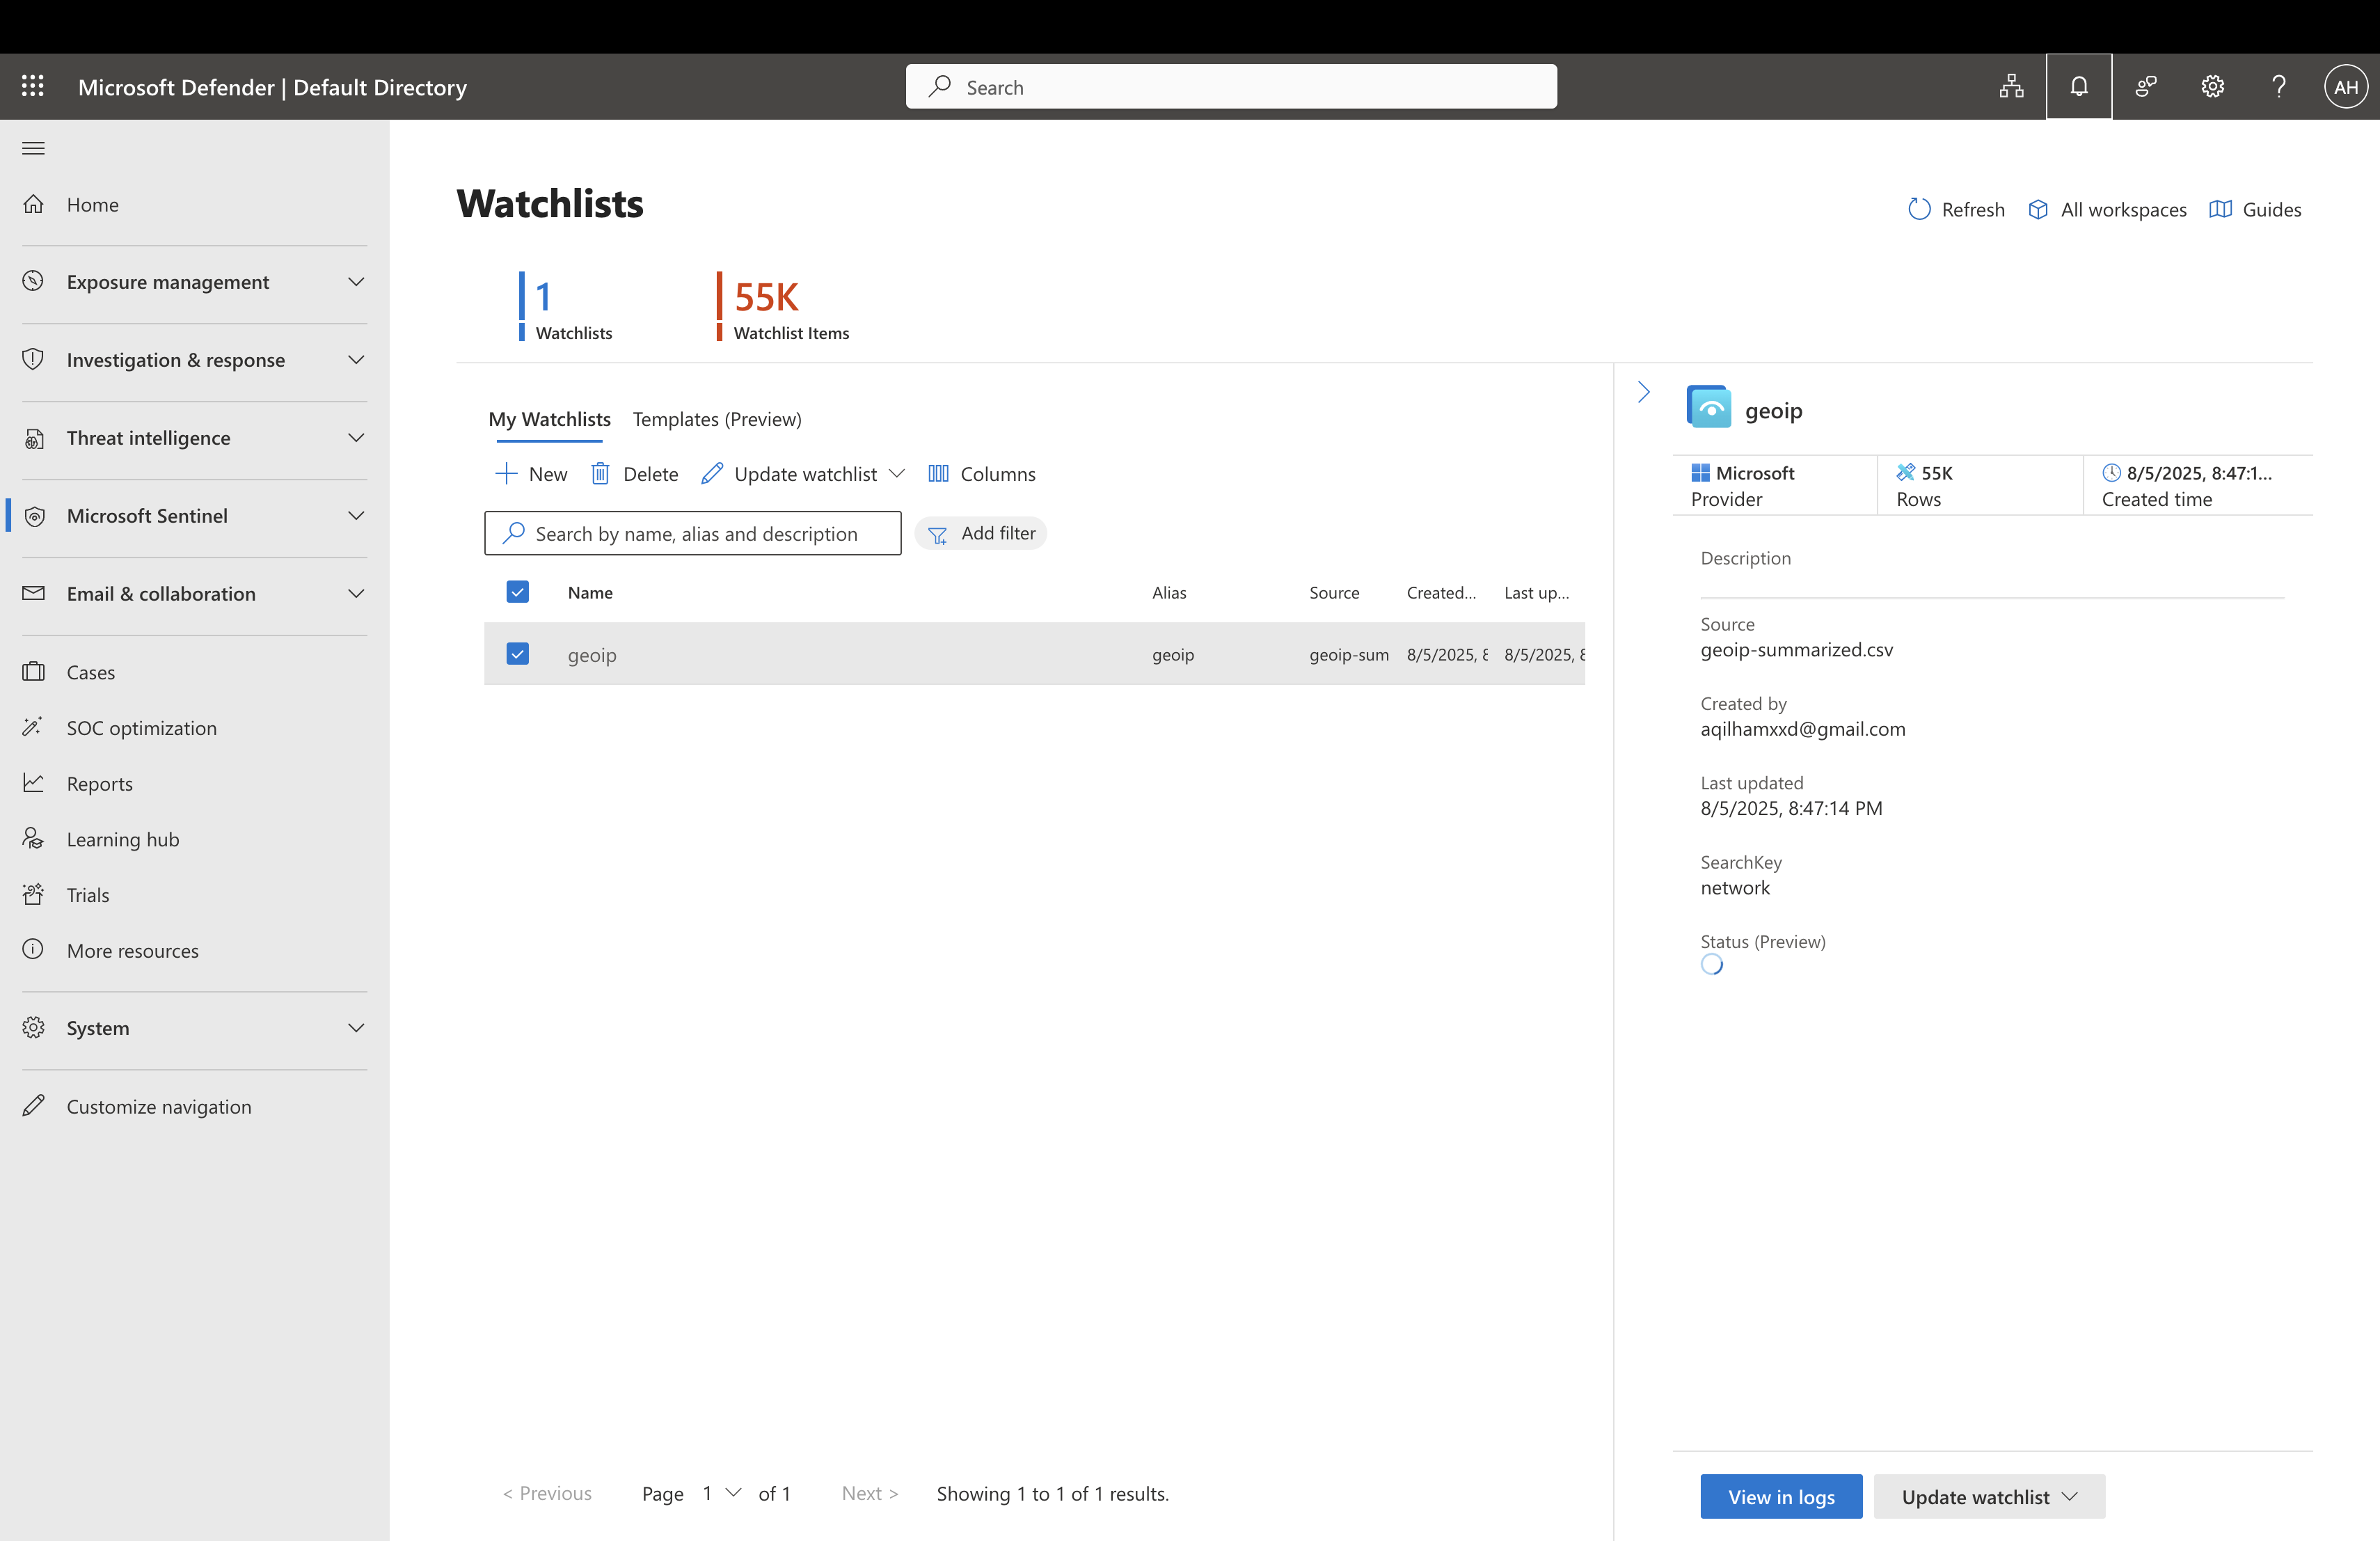 Microsoft Defender | Default Directory
Search
AH
Home
Exposure management
Investigation & response
Threat intelligence
Microsoft Sentinel
Email & collaboration
Cases
SOC optimization
Reports
Learning hub
Trials
More resources
System
Customize navigation
Watchlists
Refresh
All workspaces
Guides
1
Watchlists
55K
Watchlist Items
My Watchlists
Templates (Preview)
New
Delete
Update watchlist
Columns
Search by name, alias and description
Add filter
Name Alias Source Created... Last up...
geoip geoip geoip-sum 8/5/2025, 8 8/5/2025, 8
< Previous Page 1 of 1 Next > Showing 1 to 1 of 1 results.
geoip
Microsoft
Provider
55K
Rows
8/5/2025, 8:47:1...
Created time
Description
Source
geoip-summarized.csv
Created by
aqilhamxxd@gmail.com
Last updated
8/5/2025, 8:47:14 PM
SearchKey
network
Status (Preview)
View in logs
Update watchlist